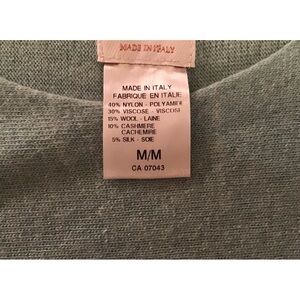 MADE IN ITALY
MADE IN ITALY
FABRIQUE EN ITALIE
40% NYLON - POLYAMIDE
30% VISCOSE - VISCOSE
15% WOOL - LAINE
10% CASHMERE
CACHEMIRE
5% SILK - SOIE
M/M
CA 07043